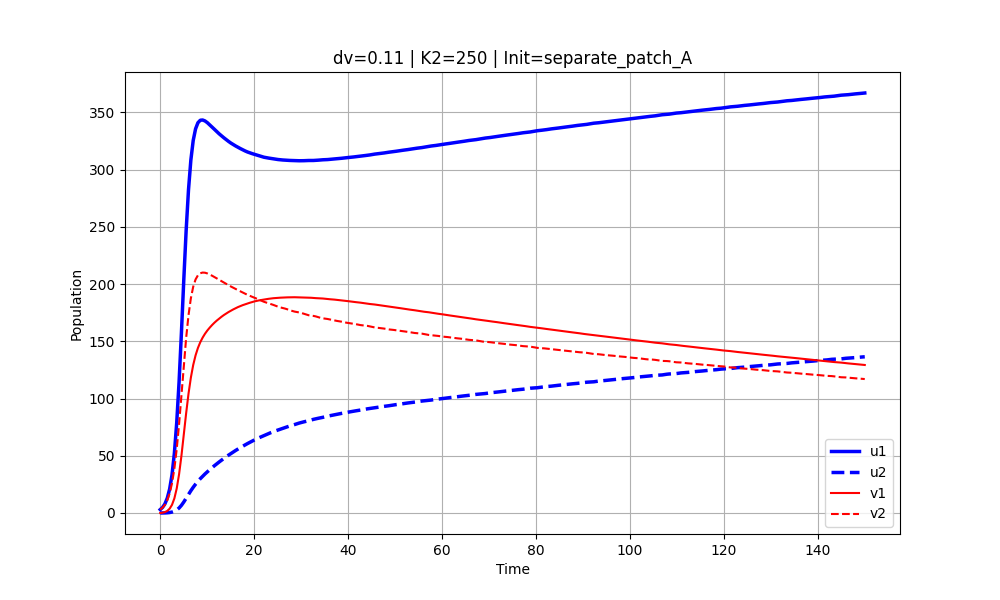 dv=0.11 | K2=250 | Init=separate_patch_A
Population
350
300
250
200
150
100
50
0
0 20 40 60 80 100 120 140
Time
u1
u2
v1
v2